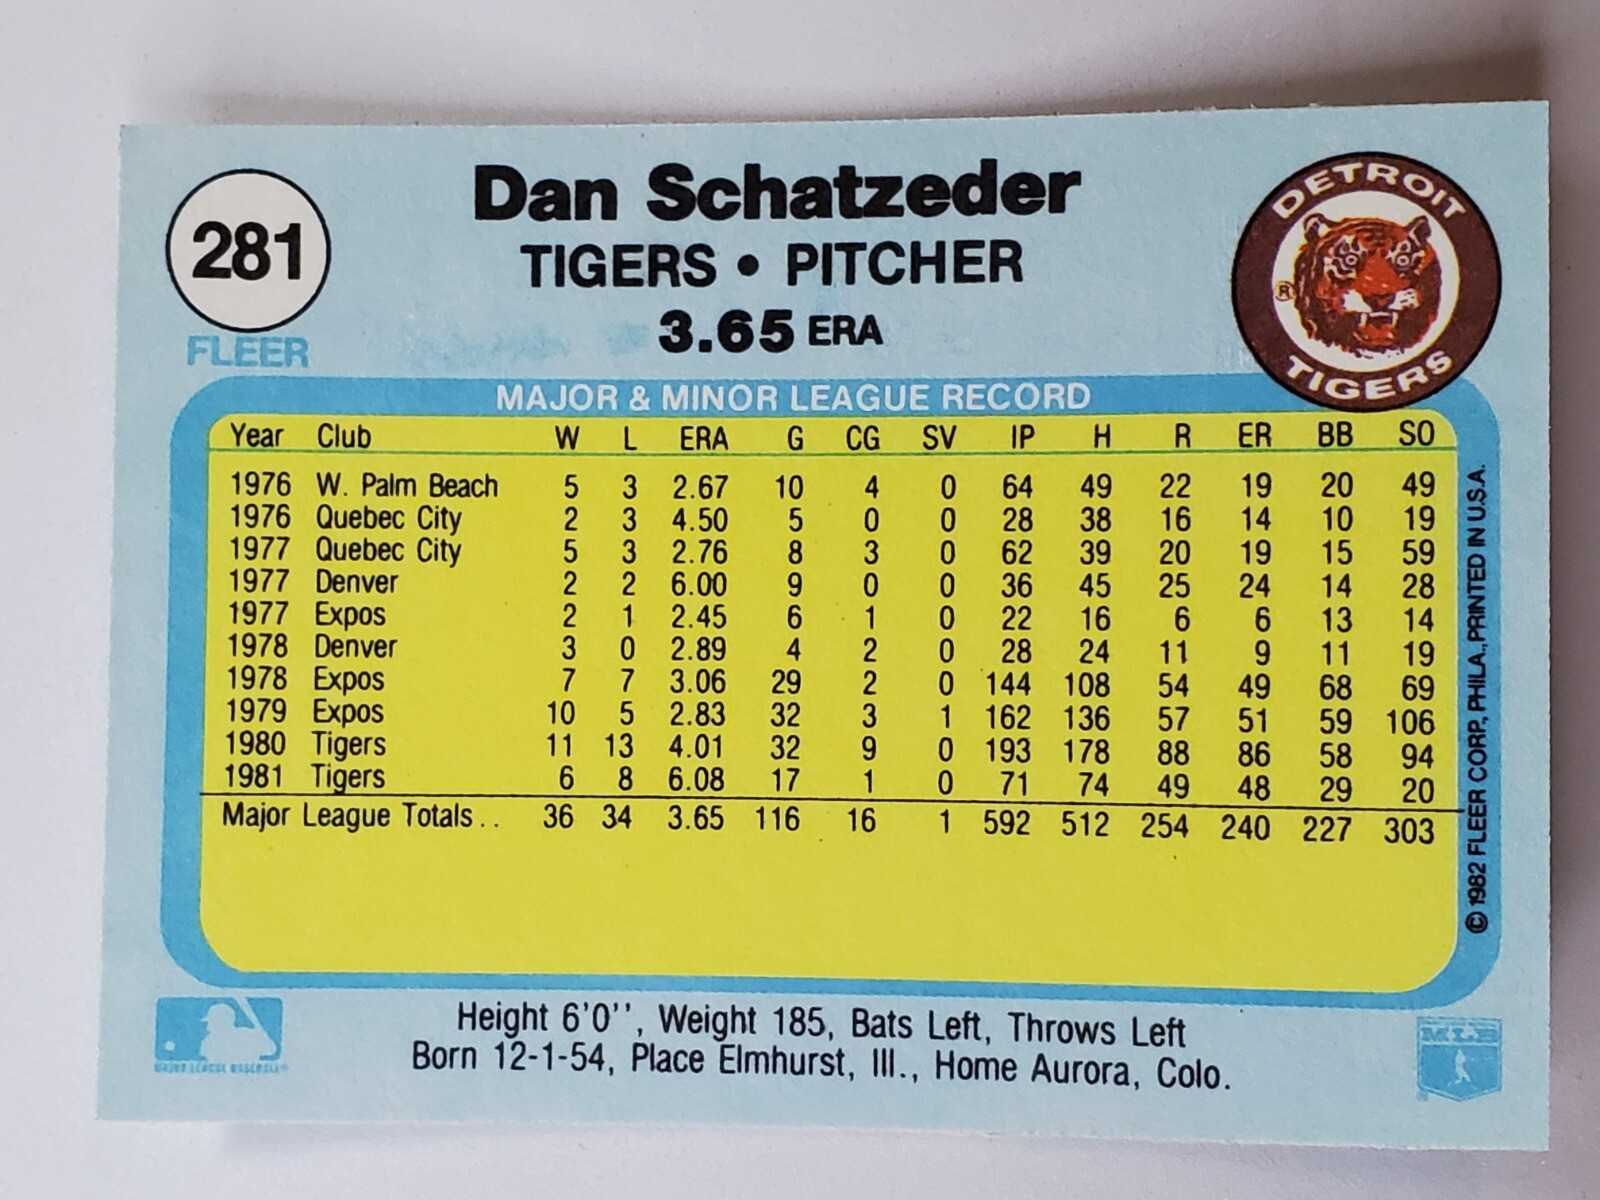 281
FLEER
Dan Schatzeder
TIGERS • PITCHER
3.65 ERA
DETROIT
®
TIGERS
MAJOR & MINOR LEAGUE RECORD
Year Club W L ERA G CG SV IP H R ER BB SO
1976 W. Palm Beach 5 3 2.67 10 4 0 64 49 22 19 20 49
1976 Quebec City 2 3 4.50 5 0 0 28 38 16 14 10 19
1977 Quebec City 5 3 2.76 8 3 0 62 39 20 19 15 59
1977 Denver 2 2 6.00 9 0 0 36 45 25 24 14 28
1977 Expos 2 1 2.45 6 1 0 22 16 6 6 13 14
1978 Denver 3 0 2.89 4 2 0 28 24 11 9 11 19
1978 Expos 7 7 3.06 29 2 0 144 108 54 49 68 69
1979 Expos 10 5 2.83 32 3 1 162 136 57 51 59 106
1980 Tigers 11 13 4.01 32 9 0 193 178 88 86 58 94
1981 Tigers 6 8 6.08 17 1 0 71 74 49 48 29 20
Major League Totals . . 36 34 3.65 116 16 1 592 512 254 240 227 303
© 1982 FLEER CORP., PHILA., PRINTED IN U.S.A.
Height 6'0'', Weight 185, Bats Left, Throws Left
Born 12-1-54, Place Elmhurst, Ill., Home Aurora, Colo.
MAJOR LEAGUE BASEBALL
MLB